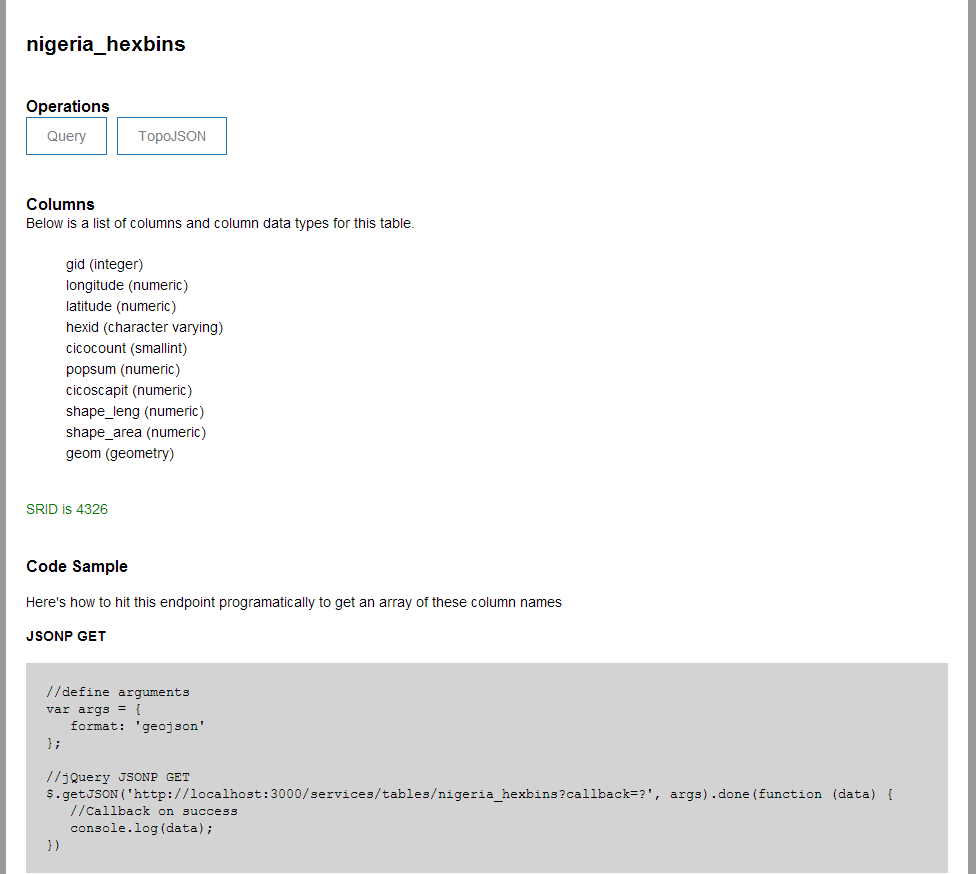 nigeria_hexbins
Operations
Query TopoJSON
Columns
Below is a list of columns and column data types for this table.
gid (integer)
longitude (numeric)
latitude (numeric)
hexid (character varying)
cicocount (smallint)
popsum (numeric)
cicoscapit (numeric)
shape_leng (numeric)
shape_area (numeric)
geom (geometry)
SRID is 4326
Code Sample
Here's how to hit this endpoint programatically to get an array of these column names
JSONP GET
//define arguments
var args = {
   format: 'geojson'
};
//jQuery JSONP GET
$.getJSON('http://localhost:3000/services/tables/nigeria_hexbins?callback=?', args).done(function (data) {
   //Callback on success
   console.log(data);
})